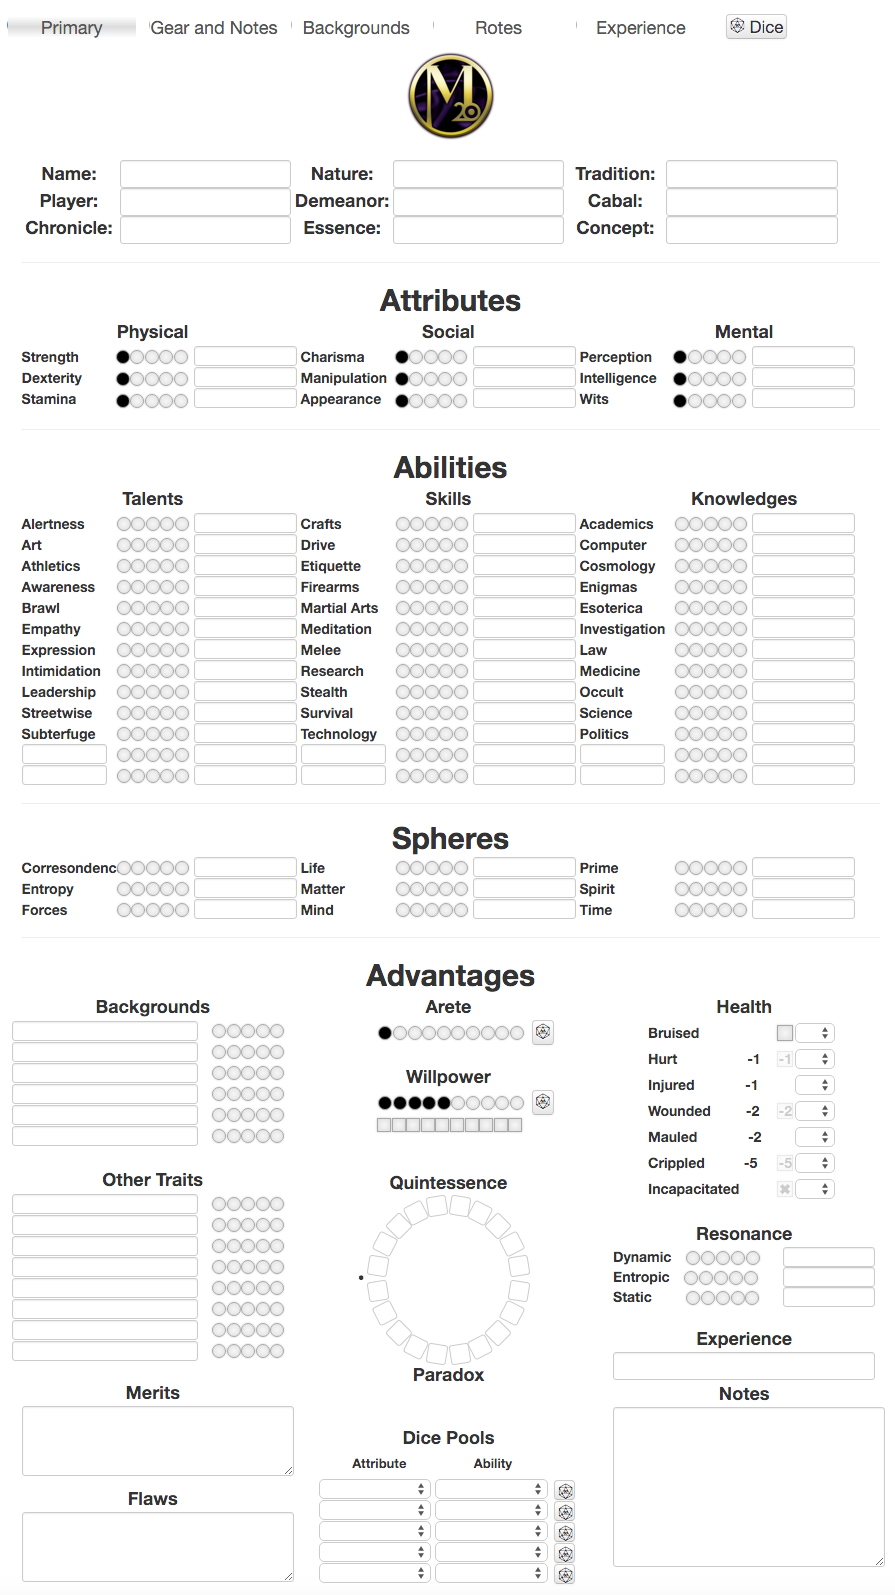 Primary Gear and Notes Backgrounds Rotes Experience Dice
M20
Name: Nature: Tradition:
Player: Demeanor: Cabal:
Chronicle: Essence: Concept:
Attributes
Physical Social Mental
Strength Charisma Perception
Dexterity Manipulation Intelligence
Stamina Appearance Wits
Abilities
Talents Skills Knowledges
Alertness Crafts Academics
Art Drive Computer
Athletics Etiquette Cosmology
Awareness Firearms Enigmas
Brawl Martial Arts Esoterica
Empathy Meditation Investigation
Expression Melee Law
Intimidation Research Medicine
Leadership Stealth Occult
Streetwise Survival Science
Subterfuge Technology Politics
Spheres
Corresondenc Life Prime
Entropy Matter Spirit
Forces Mind Time
Advantages
Backgrounds Arete Health
Bruised
Hurt -1 -1
Injured -1
Willpower
Wounded -2 -2
Mauled -2
Crippled -5 -5
Incapacitated
Other Traits Quintessence
Resonance
Dynamic
Entropic
Static
Experience
Paradox
Merits Notes
Dice Pools
Attribute Ability
Flaws